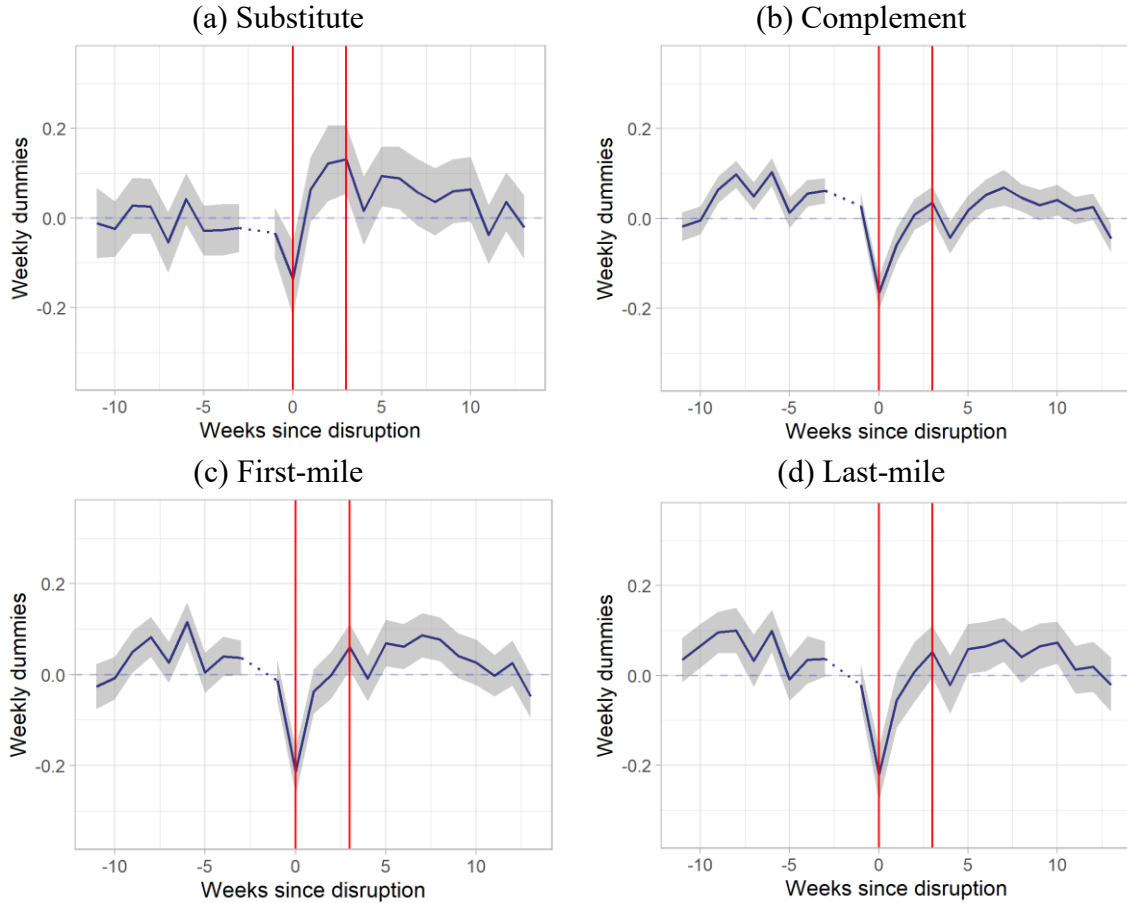 (a) Substitute
Weekly dummies
0.2
0.0
-0.2
-10 -5 0 5 10
Weeks since disruption
(b) Complement
Weekly dummies
0.2
0.0
-0.2
-10 -5 0 5 10
Weeks since disruption
(c) First-mile
Weekly dummies
0.2
0.0
-0.2
-10 -5 0 5 10
Weeks since disruption
(d) Last-mile
Weekly dummies
0.2
0.0
-0.2
-10 -5 0 5 10
Weeks since disruption